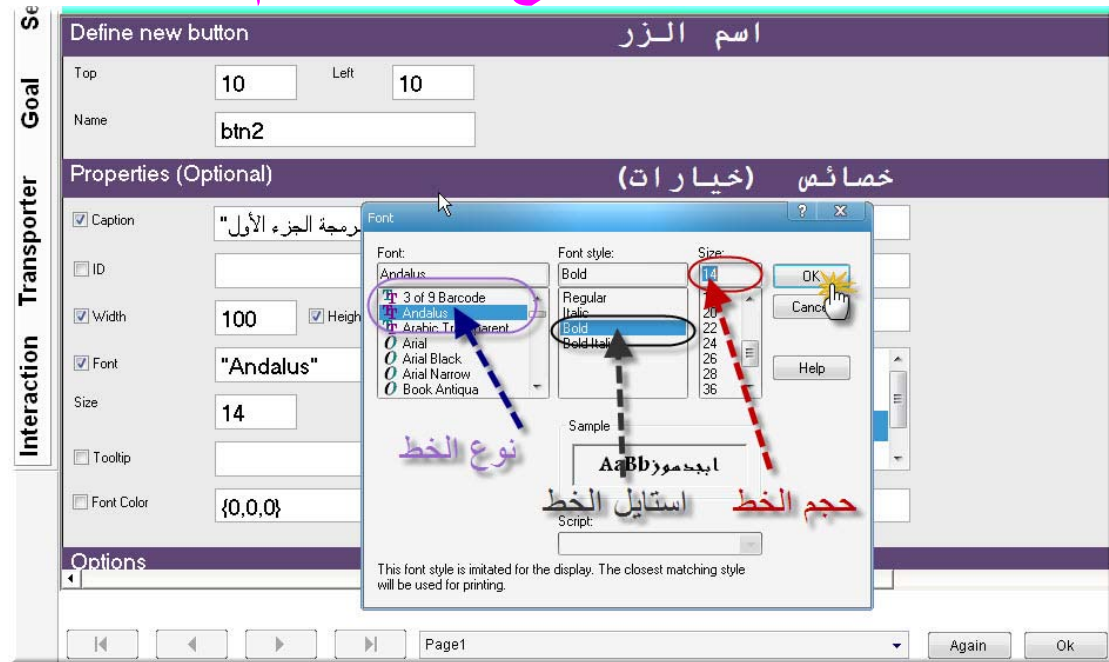 Define new button اسم الزر
Top 10 Left 10
Name btn2
Properties (Optional) خصائص (خيارات)
Caption "رمجة الجزء الأول
ID
Width 100 Heigh
Font "Andalus"
Size 14
Tooltip
Font Color {0,0,0}
Options
Goal
Transporter
Interaction
Font
Font: Font style: Size:
Andalus Bold 14
3 of 9 Barcode
Andalus
Arabic Transparent
Arial
Arial Black
Arial Narrow
Book Antiqua
Regular
Italic
Bold
Bold Italic
20
22
24
26
28
36
OK
Cancel
Help
Sample
AaBbابجدهوز
Script:
نوع الخط
استايل الخط
حجم الخط
This font style is imitated for the display. The closest matching style
will be used for printing.
Page1 Again Ok